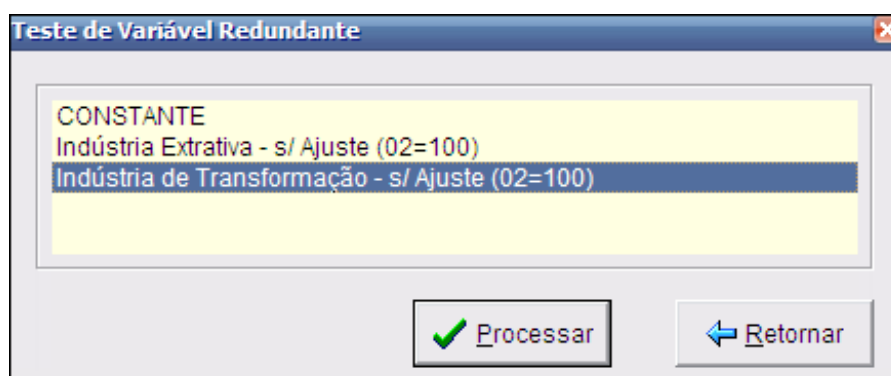 Teste de Variável Redundante
CONSTANTE
Indústria Extrativa - s/ Ajuste (02=100)
Indústria de Transformação - s/ Ajuste (02=100)
Processar
Retornar